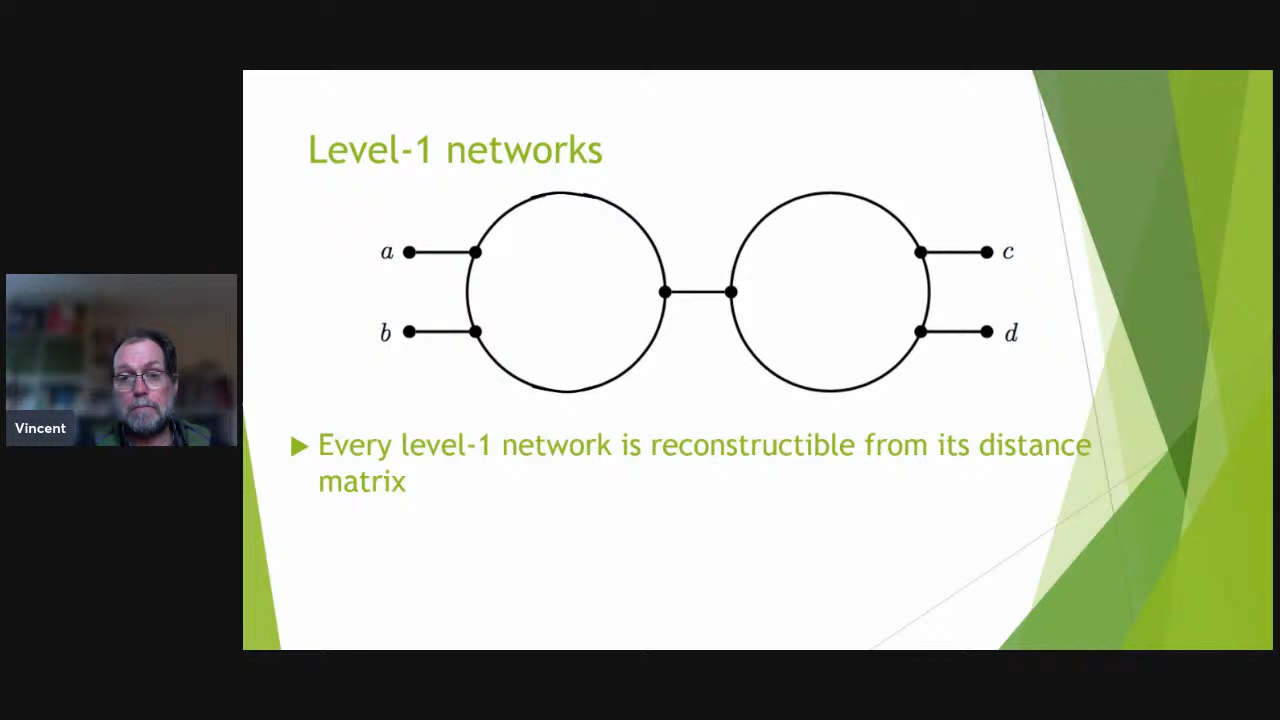 Level-1 networks
a
c
b
d
Vincent
Every level-1 network is reconstructible from its distance
matrix